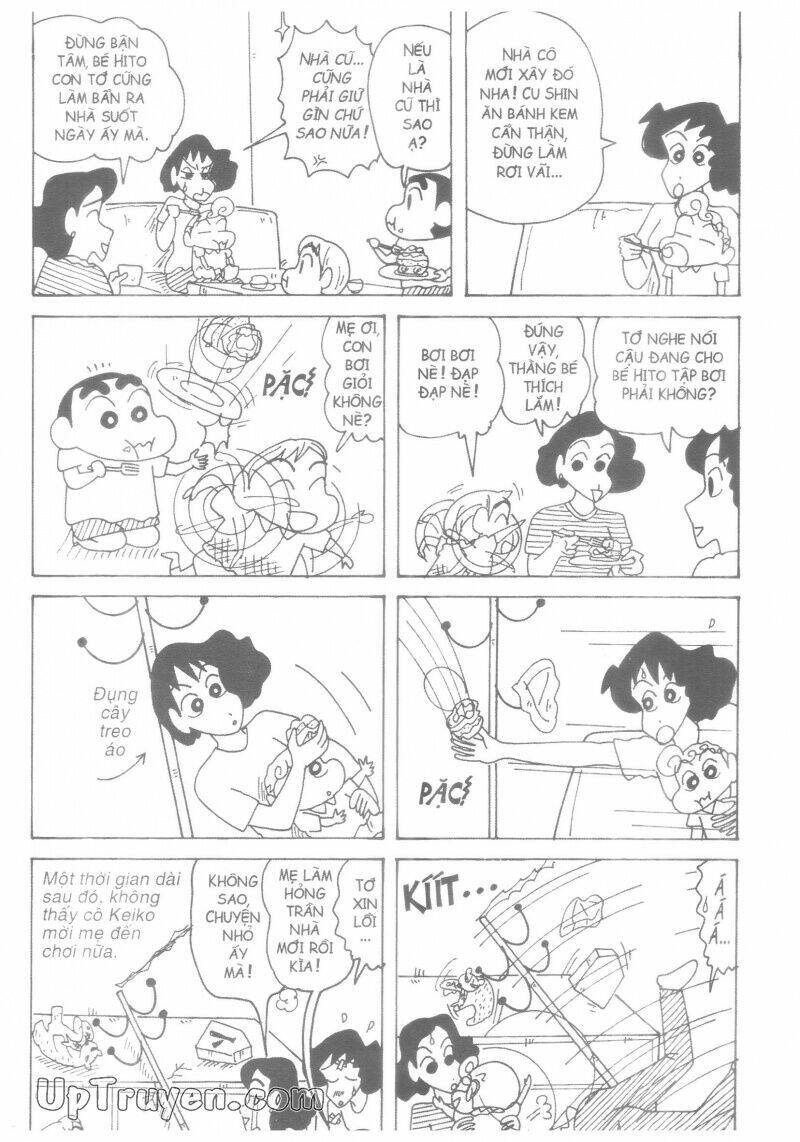 NHÀ CÔ
MỚI XÂY ĐÓ
NHA! CU SHIN
ĂN BÁNH KEM
CẨN THẬN,
ĐỪNG LÀM
RƠI VÃI...
NẾU
LÀ
NHÀ
CŨ THÌ
SAO
Ạ?
NHÀ CŨ...
CŨNG
PHẢI GIỮ
GÌN CHỨ
SAO NỮA!
ĐỪNG BẬN
TÂM, BÉ HITO
CON TỚ CŨNG
LÀM BẨN RA
NHÀ SUỐT
NGÀY ẤY MÀ.
TỚ NGHE NÓI
CẬU ĐANG CHO
BÉ HITO TẬP BƠI
PHẢI KHÔNG?
ĐÚNG
VẬY,
THẰNG BÉ
THÍCH
LẮM!
BƠI BƠI
NÈ! ĐẠP
ĐẠP NÈ!
MẸ ƠI,
CON
BƠI
GIỎI
KHÔNG
NÈ?
PẶC!
PẶC!
Đụng
cây
treo
áo
Á
Á
Á...
KÍÍT...
TỚ
XIN
LỖI
...
MẸ LÀM
HỎNG
TRẦN
NHÀ
MỚI RỒI
KÌA!
KHÔNG
SAO,
CHUYỆN
NHỎ
ẤY
MÀ!
Một thời gian dài
sau đó, không
thấy cô Keiko
mời mẹ đến
chơi nữa.
UpTruyen.com